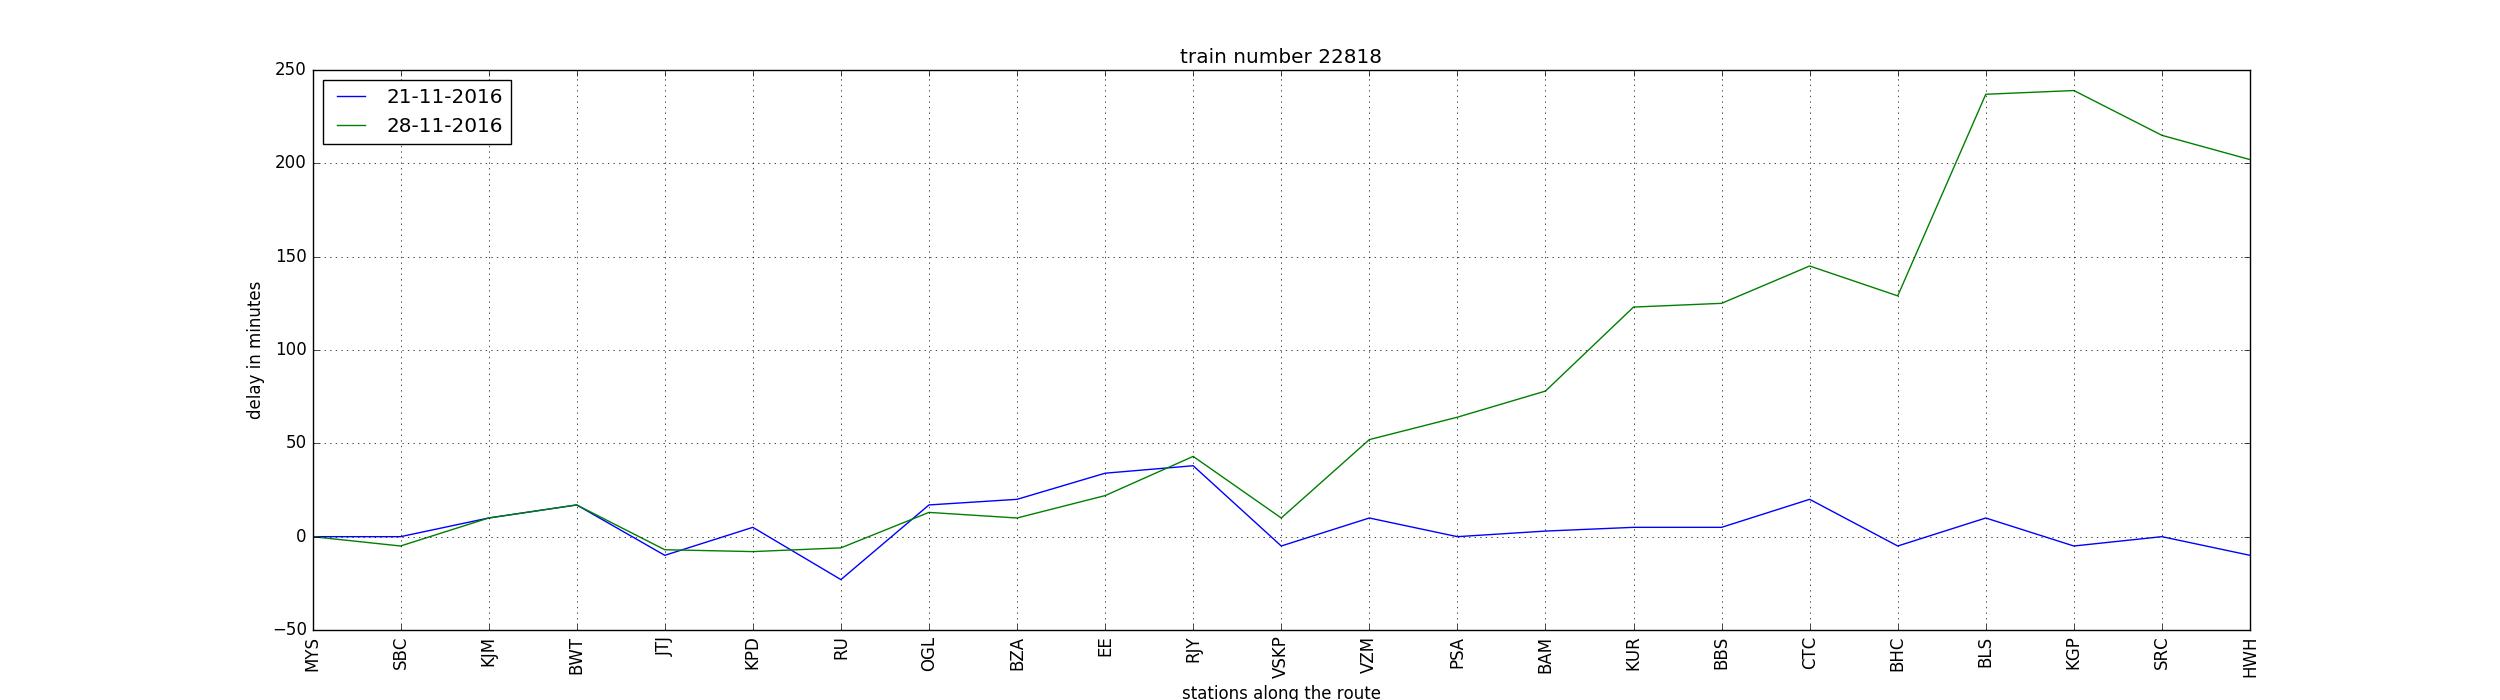 train number 22818
250
200
150
100
50
0
−50
delay in minutes
21-11-2016
28-11-2016
MYS
SBC
KJM
BWT
JTJ
KPD
RU
OGL
BZA
EE
RJY
VSKP
VZM
PSA
BAM
KUR
BBS
CTC
BHC
BLS
KGP
SRC
HWH
stations along the route